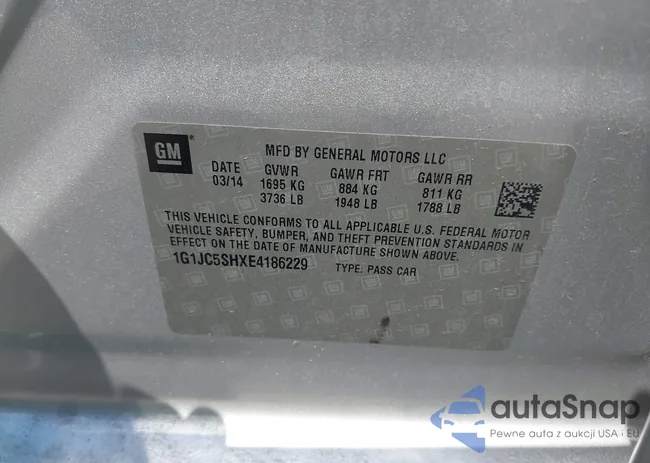 GM
MFD BY GENERAL MOTORS LLC
DATE GVWR GAWR FRT GAWR RR
03/14 1695 KG 884 KG 811 KG
3736 LB 1948 LB 1788 LB
THIS VEHICLE CONFORMS TO ALL APPLICABLE U.S. FEDERAL MOTOR
VEHICLE SAFETY, BUMPER, AND THEFT PREVENTION STANDARDS IN
EFFECT ON THE DATE OF MANUFACTURE SHOWN ABOVE.
1G1JC5SHXE4186229 TYPE: PASS CAR
autaSnap
Pewne auta z aukcji USA i EU